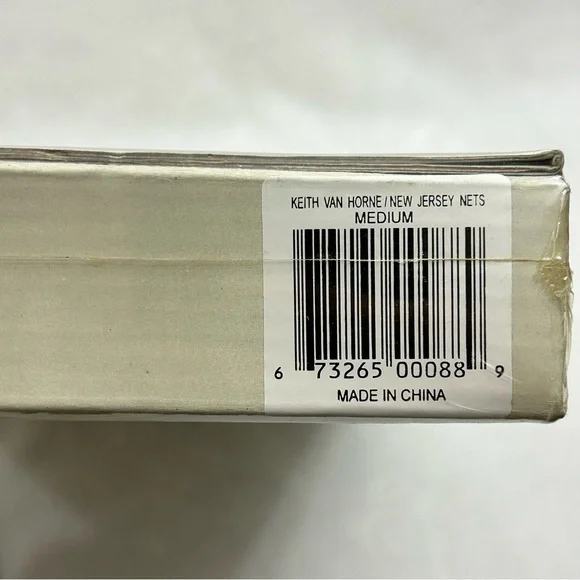 KEITH VAN HORNE/NEW JERSEY NETS
MEDIUM
6 73265 00088 9
MADE IN CHINA